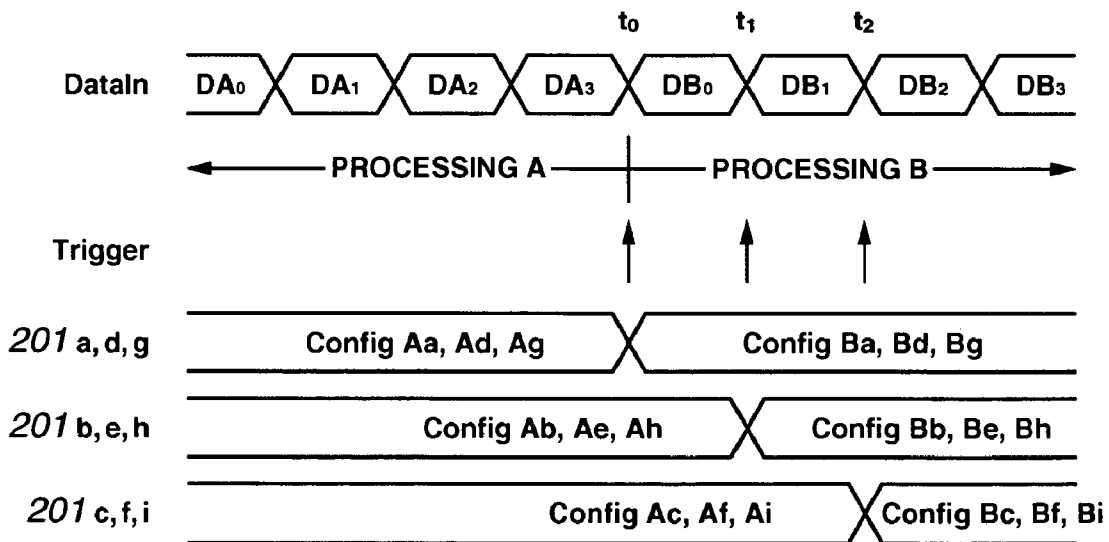 t₀ t₁ t₂
DataIn DA₀ DA₁ DA₂ DA₃ DB₀ DB₁ DB₂ DB₃
PROCESSING A PROCESSING B
Trigger
201 a, d, g Config Aa, Ad, Ag Config Ba, Bd, Bg
201 b, e, h Config Ab, Ae, Ah Config Bb, Be, Bh
201 c, f, i Config Ac, Af, Ai Config Bc, Bf, Bi